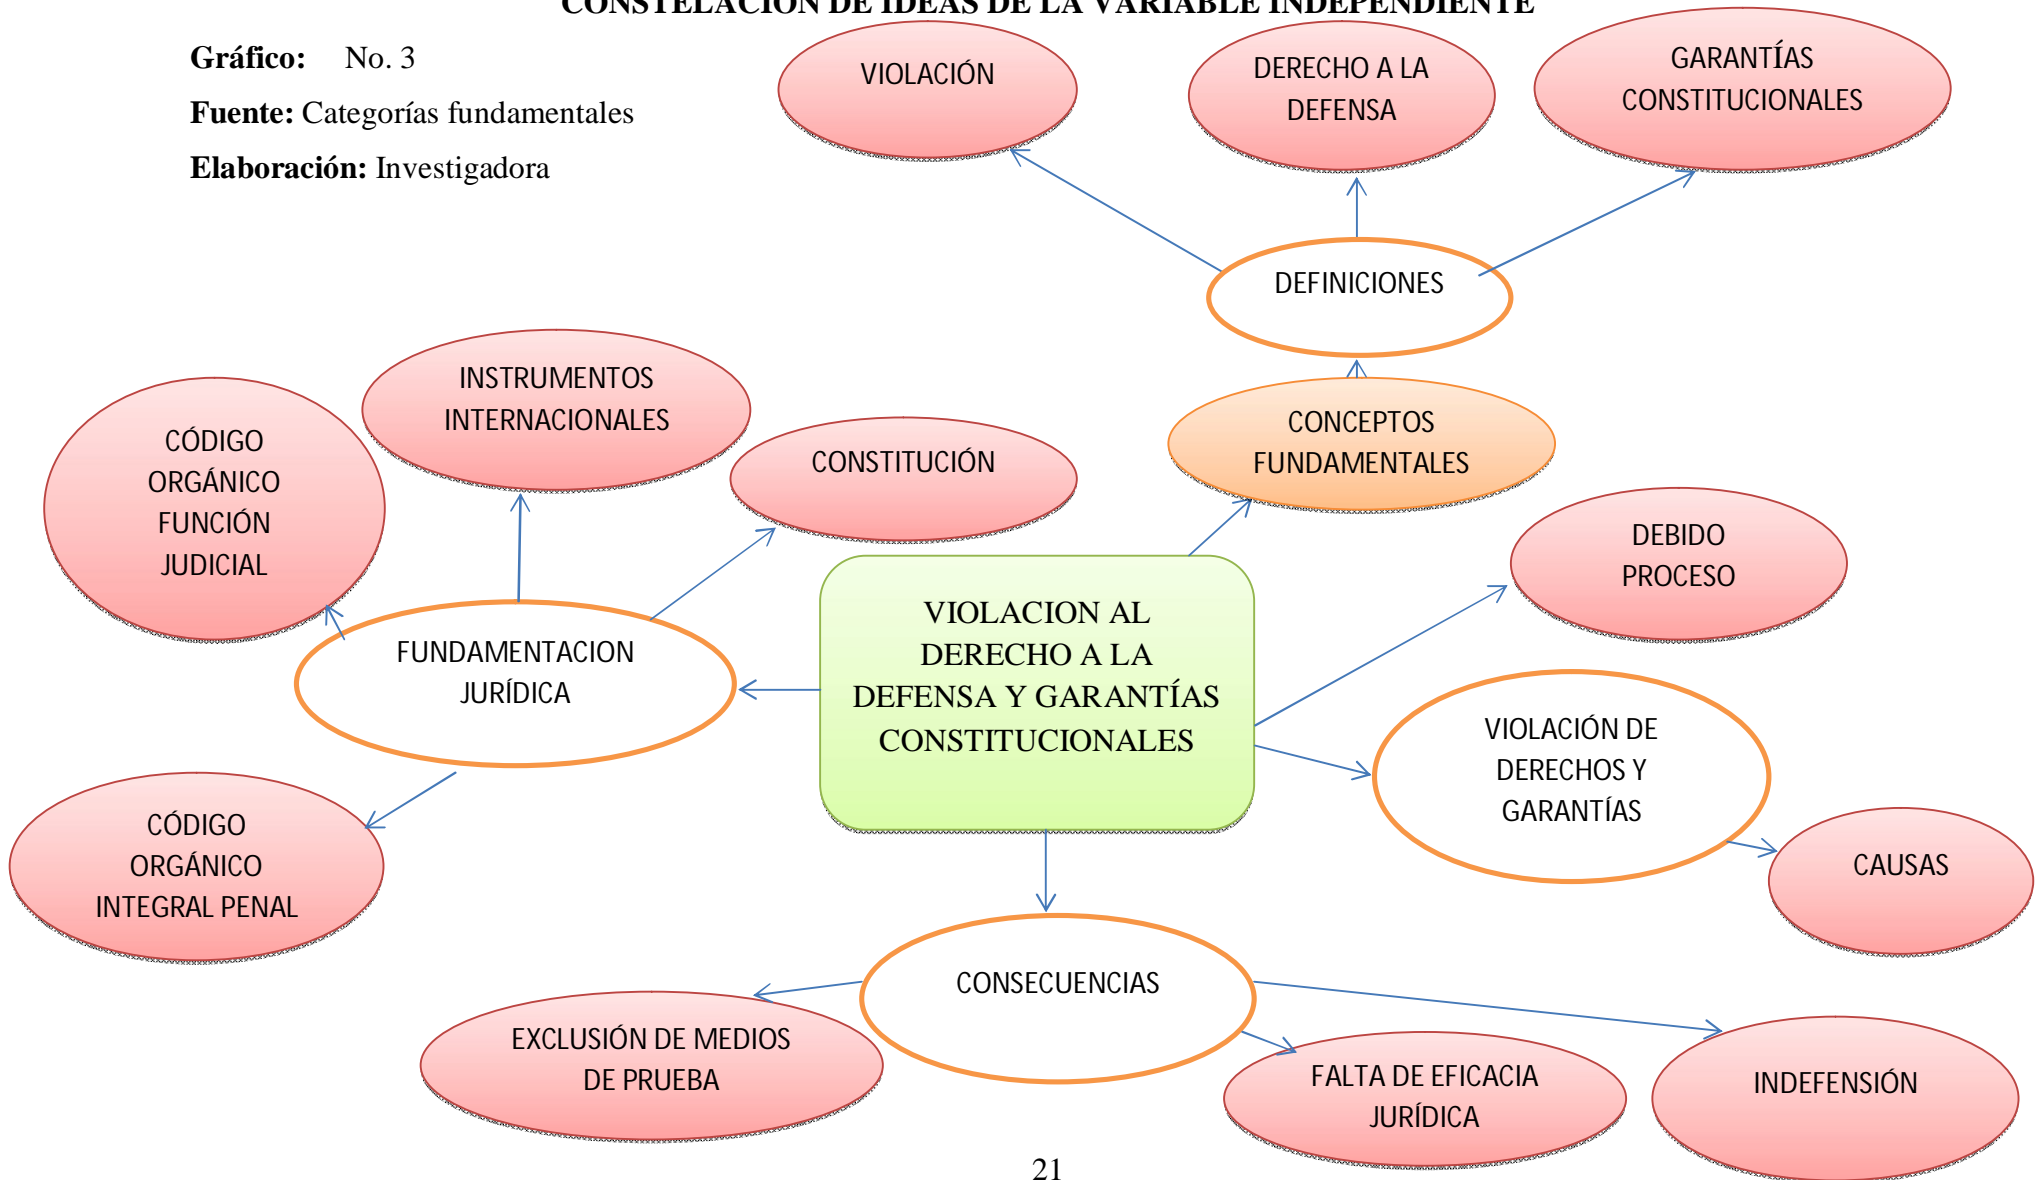 CONSTELACIÓN DE IDEAS DE LA VARIABLE INDEPENDIENTE
Gráfico: No. 3
Fuente: Categorías fundamentales
Elaboración: Investigadora
VIOLACIÓN
DERECHO A LA
DEFENSA
GARANTÍAS
CONSTITUCIONALES
DEFINICIONES
INSTRUMENTOS
INTERNACIONALES
CÓDIGO
ORGÁNICO
FUNCIÓN
JUDICIAL
CONSTITUCIÓN
CONCEPTOS
FUNDAMENTALES
DEBIDO
PROCESO
FUNDAMENTACION
JURÍDICA
VIOLACION AL
DERECHO A LA
DEFENSA Y GARANTÍAS
CONSTITUCIONALES
VIOLACIÓN DE
DERECHOS Y
GARANTÍAS
CÓDIGO
ORGÁNICO
INTEGRAL PENAL
CAUSAS
CONSECUENCIAS
EXCLUSIÓN DE MEDIOS
DE PRUEBA
FALTA DE EFICACIA
JURÍDICA
INDEFENSIÓN
21